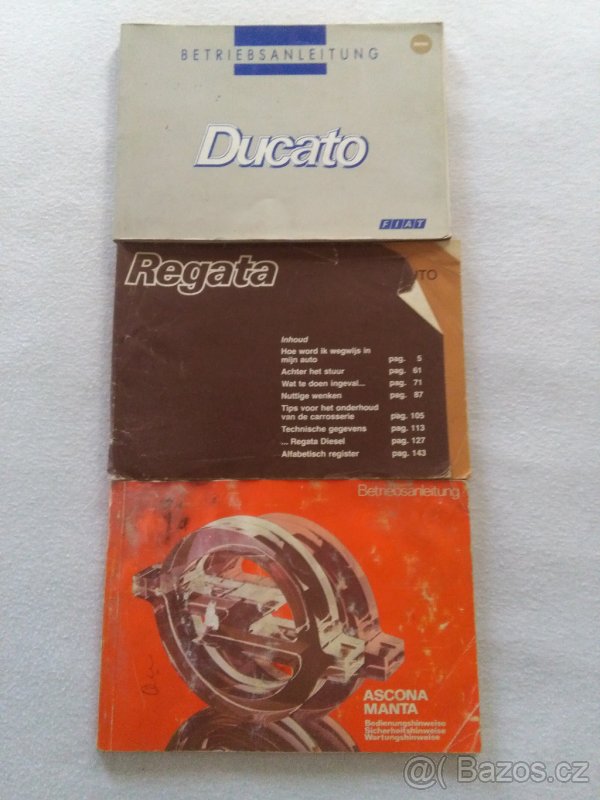 BETRIEBSANLEITUNG
Ducato
FIAT
Regata
UTO
Inhoud
Hoe word ik wegwijs in
mijn auto pag. 5
Achter het stuur pag. 61
Wat te doen ingeval... pag. 71
Nuttige wenken pag. 87
Tips voor het onderhoud
van de carrosserie pag. 105
Technische gegevens pag. 113
... Regata Diesel pag. 127
Alfabetisch register pag. 143
Betriebsanleitung
ASCONA
MANTA
Bedienungshinweise
Sicherheitshinweise
Wartungshinweise
@( Bazos.cz